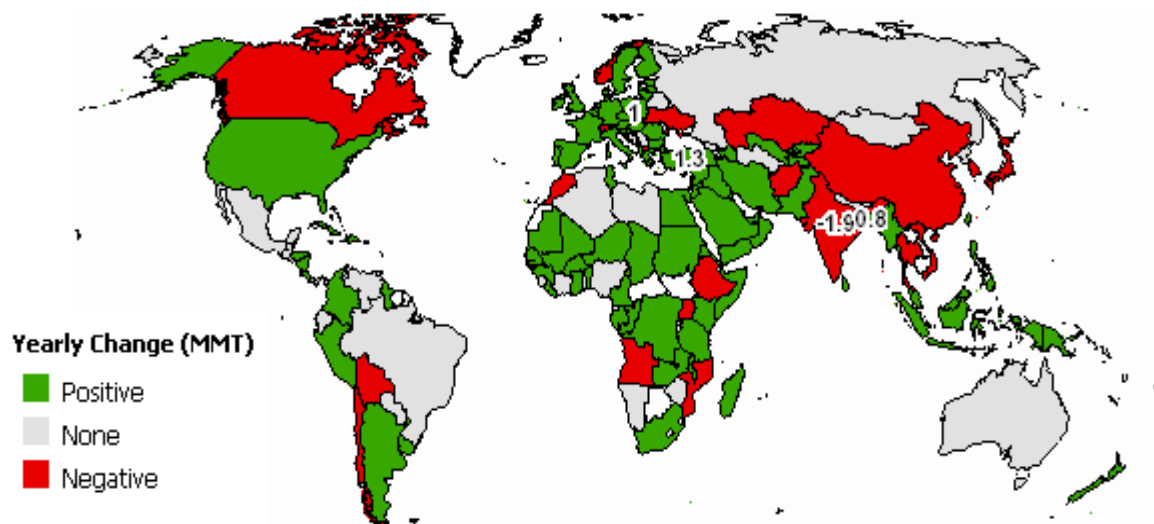 1
1.3
-1.9
0.8
Yearly Change (MMT)
Positive
None
Negative